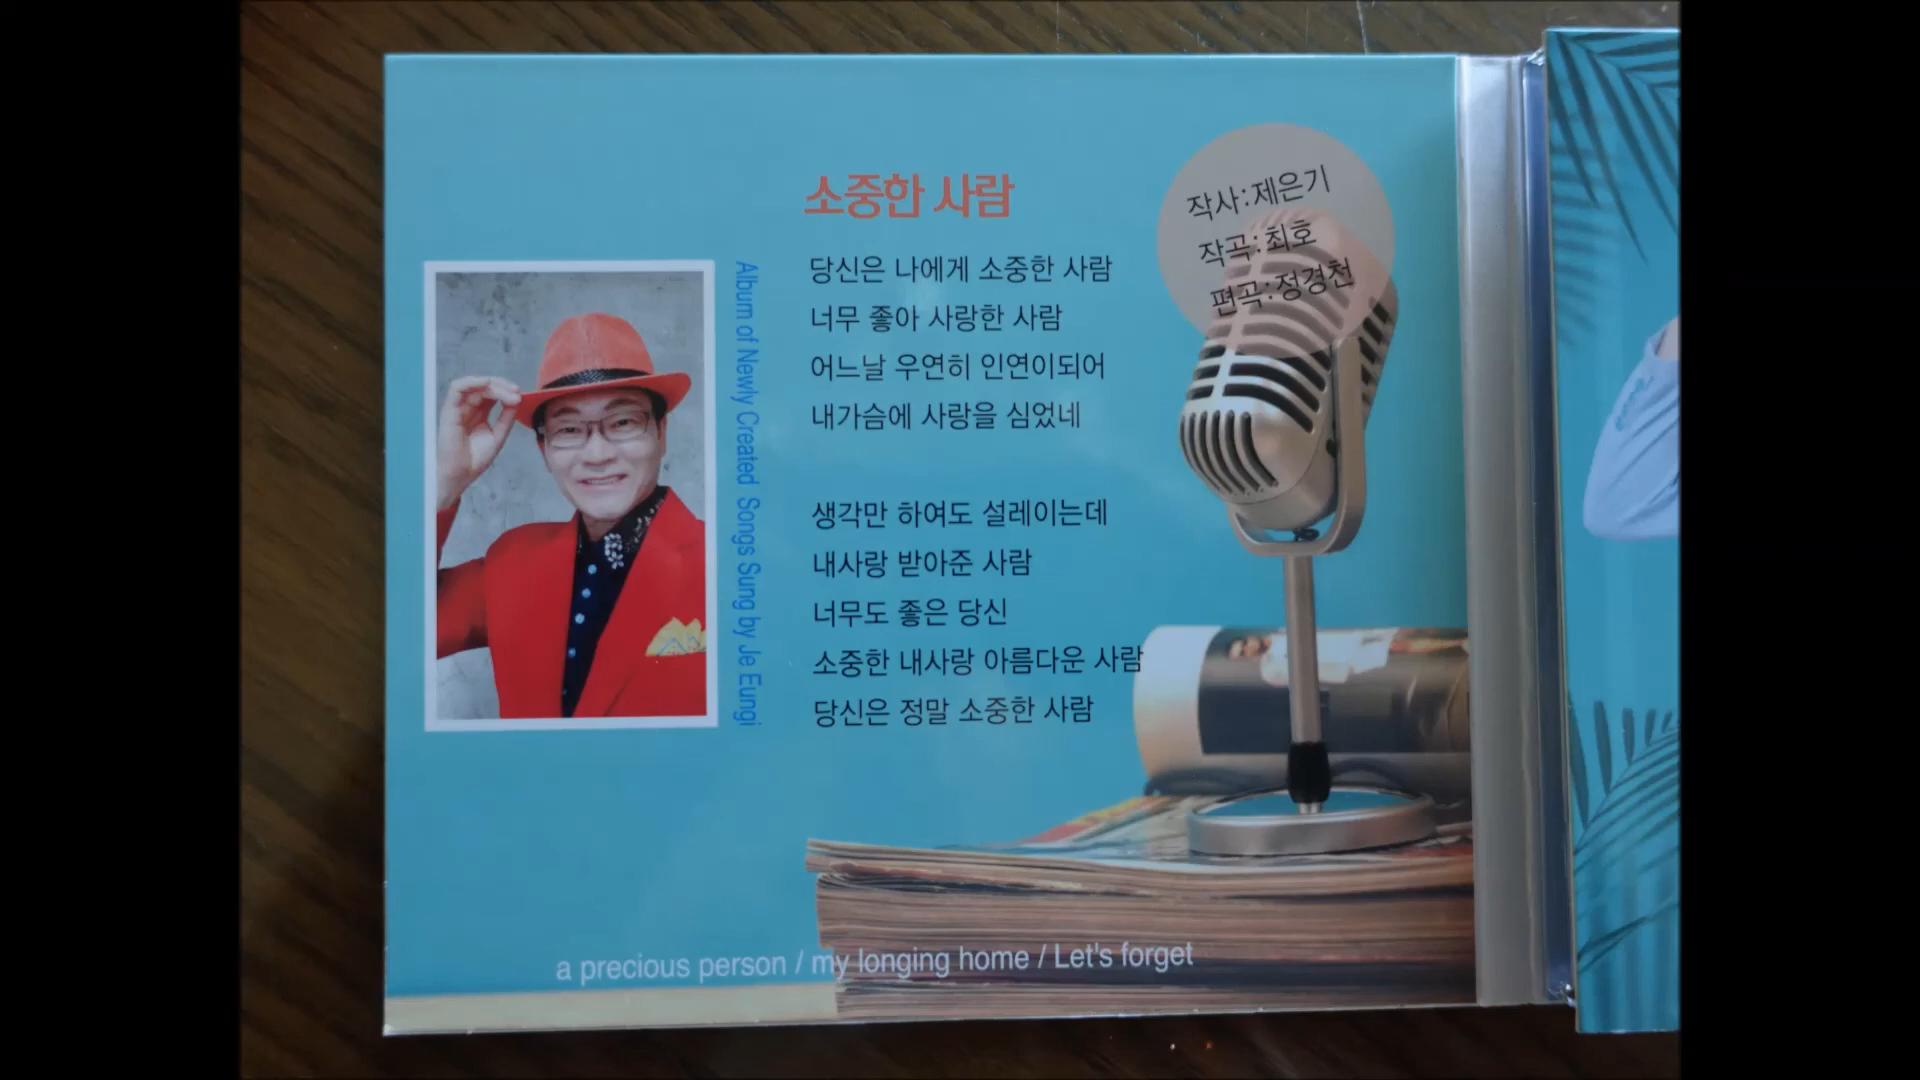 소중한 사람
작사:제은기
작곡:최호
편곡:정경천
당신은 나에게 소중한 사람
너무 좋아 사랑한 사람
어느날 우연히 인연이되어
내가슴에 사랑을 심었네
생각만 하여도 설레이는데
내사랑 받아준 사람
너무도 좋은 당신
소중한 내사랑 아름다운 사람
당신은 정말 소중한 사람
Album of Newly Created Songs Sung by Je Eungi
a precious person / my longing home / Let's forget